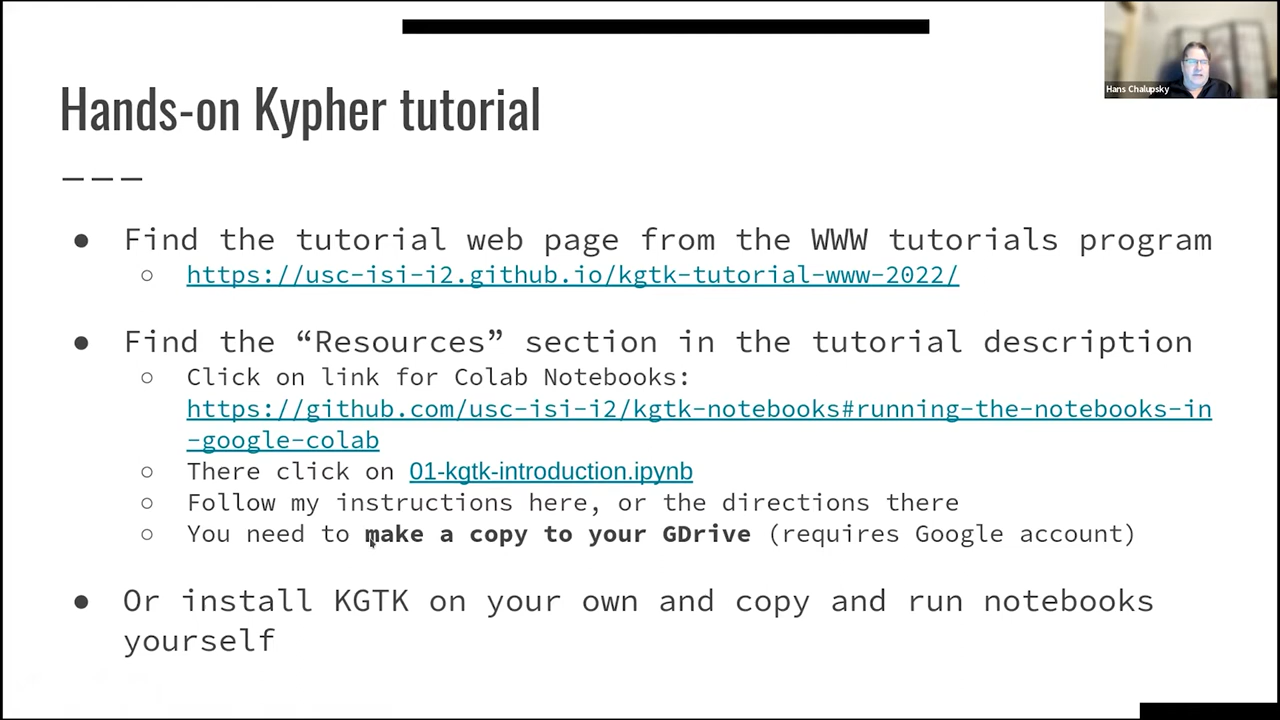 Hans Chalupsky
Hands-on Kypher tutorial
● Find the tutorial web page from the WWW tutorials program
○ https://usc-isi-i2.github.io/kgtk-tutorial-www-2022/
● Find the “Resources” section in the tutorial description
○ Click on link for Colab Notebooks:
https://github.com/usc-isi-i2/kgtk-notebooks#running-the-notebooks-in
-google-colab
○ There click on 01-kgtk-introduction.ipynb
○ Follow my instructions here, or the directions there
○ You need to make a copy to your GDrive (requires Google account)
● Or install KGTK on your own and copy and run notebooks
yourself